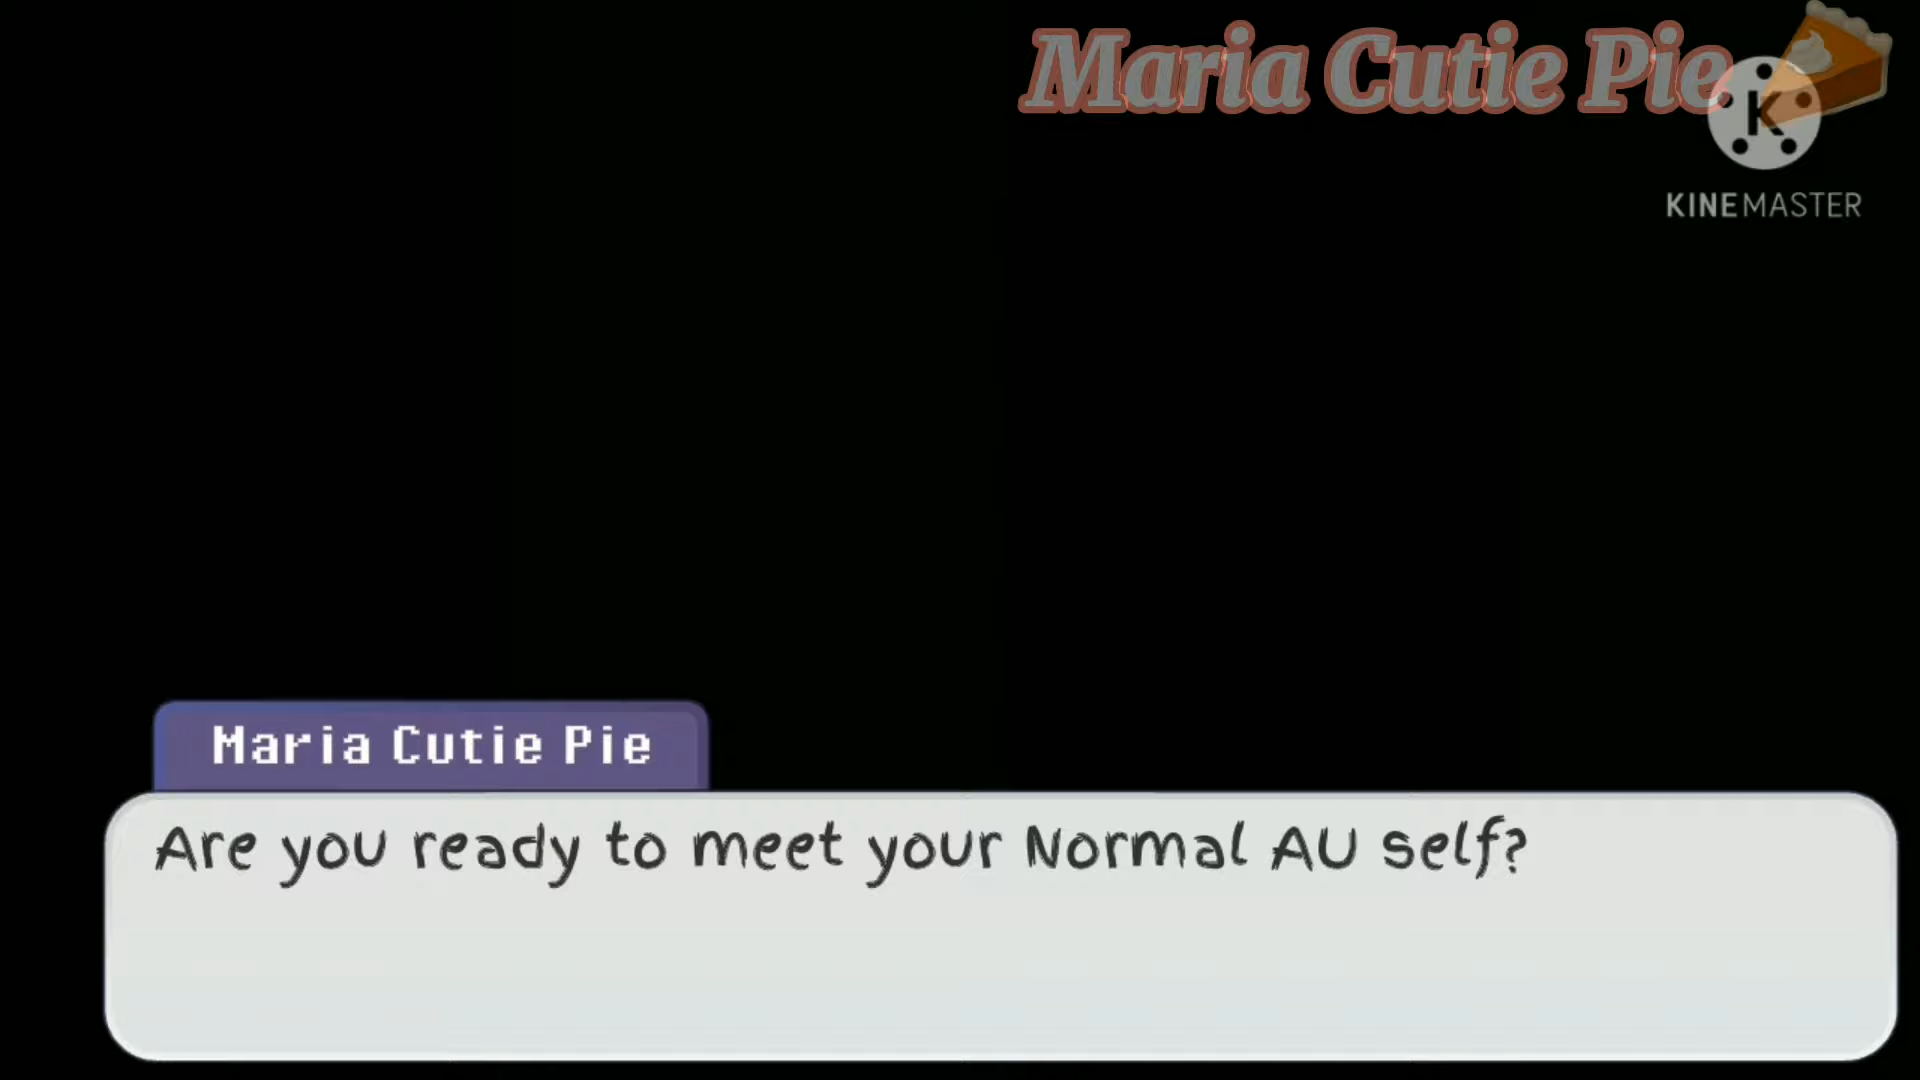 Maria Cutie Pie
K
KINEMASTER
Maria Cutie Pie
Are you ready to meet your Normal AU self?